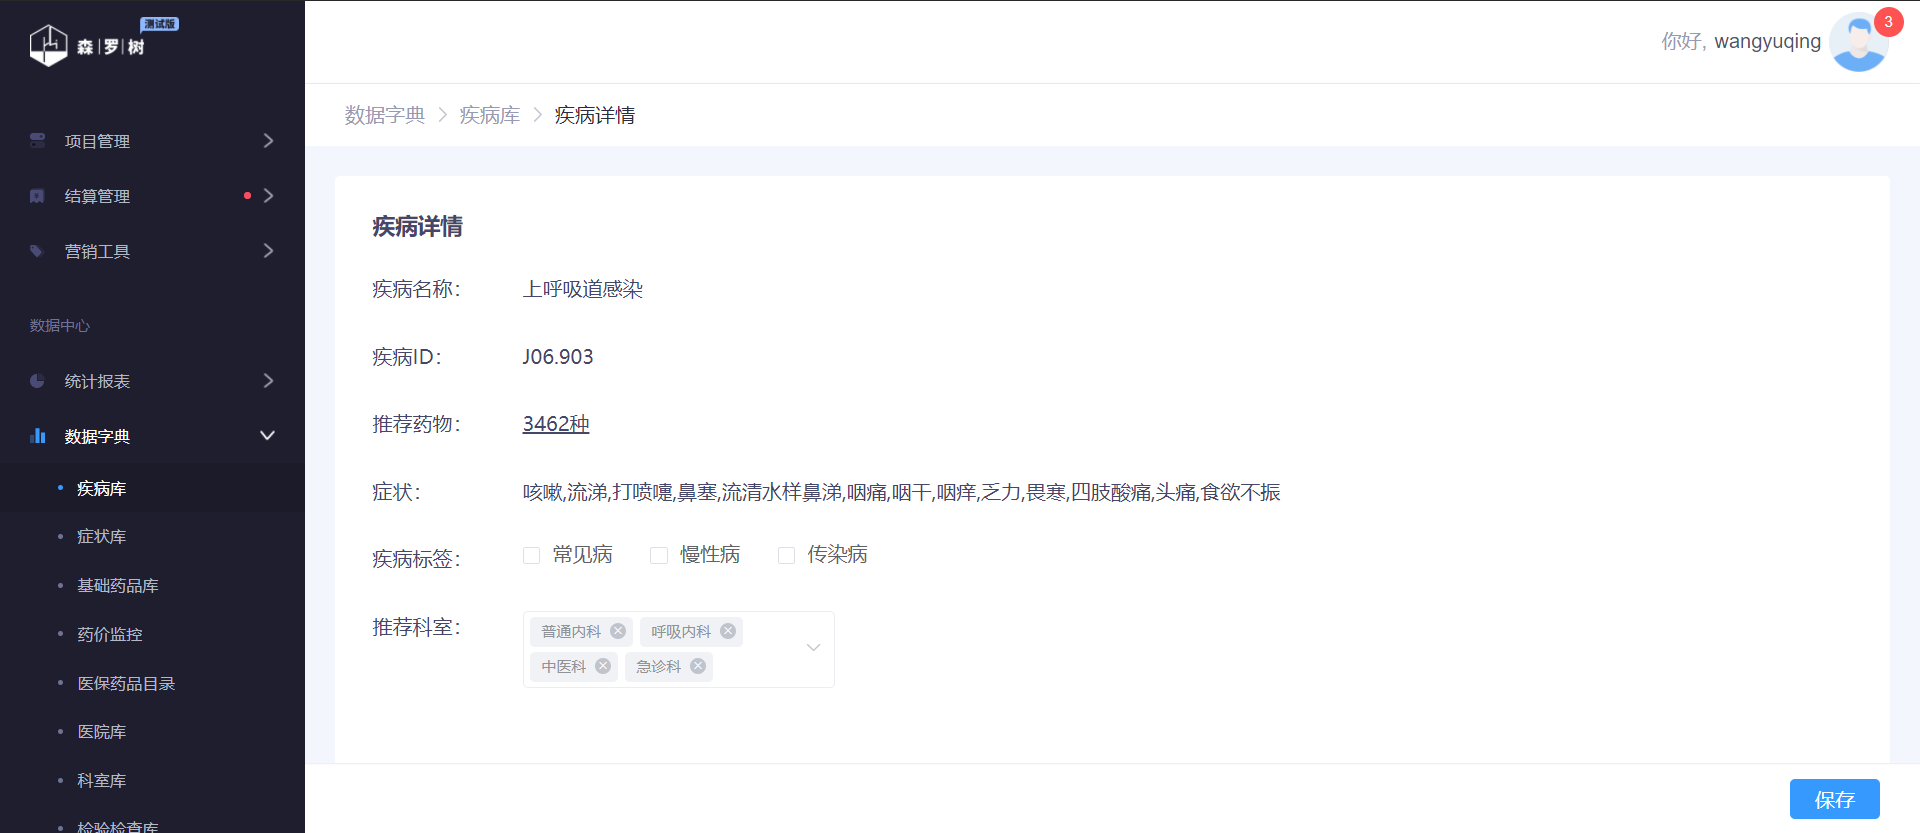 测试版
森|罗|树
你好, wangyuqing
3
项目管理
结算管理
营销工具
数据中心
统计报表
数据字典
疾病库
症状库
基础药品库
药价监控
医保药品目录
医院库
科室库
检验检查库
数据字典 > 疾病库 > 疾病详情
疾病详情
疾病名称： 上呼吸道感染
疾病ID： J06.903
推荐药物： 3462种
症状： 咳嗽,流涕,打喷嚏,鼻塞,流清水样鼻涕,咽痛,咽干,咽痒,乏力,畏寒,四肢酸痛,头痛,食欲不振
疾病标签： 常见病 慢性病 传染病
推荐科室： 普通内科 呼吸内科
中医科 急诊科
保存